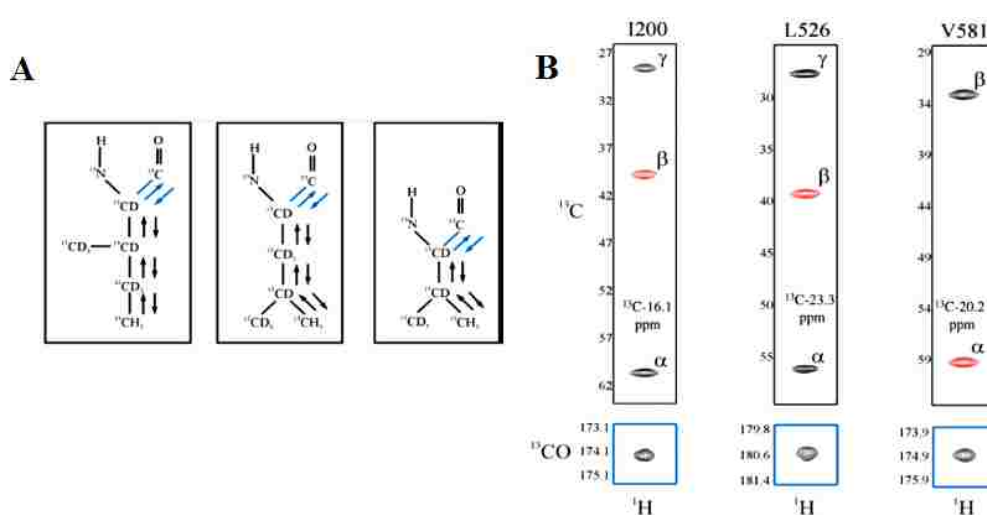 A
H O
¹⁵N ¹³C
¹³CD
CD₃ ¹³CD
¹³CD₂
¹³CH₃
H O
¹⁵N ¹³C
¹³CD
¹³CD₂
¹³CD
CD₃ ¹³CH₃
H O
¹⁵N ¹³C
¹³CD
¹³CD
CD₃ ¹³CH₃
B
I200
27
32
37
42
47
52
57
62
¹³C
γ
β
¹³C-16.1
ppm
α
¹³CO
173.1
174.1
175.1
¹H
L526
30
35
40
45
50
55
γ
β
¹³C-23.3
ppm
α
179.8
180.6
181.4
¹H
V581
29
34
39
44
49
54
59
β
¹³C-20.2
ppm
α
173.9
174.9
175.9
¹H